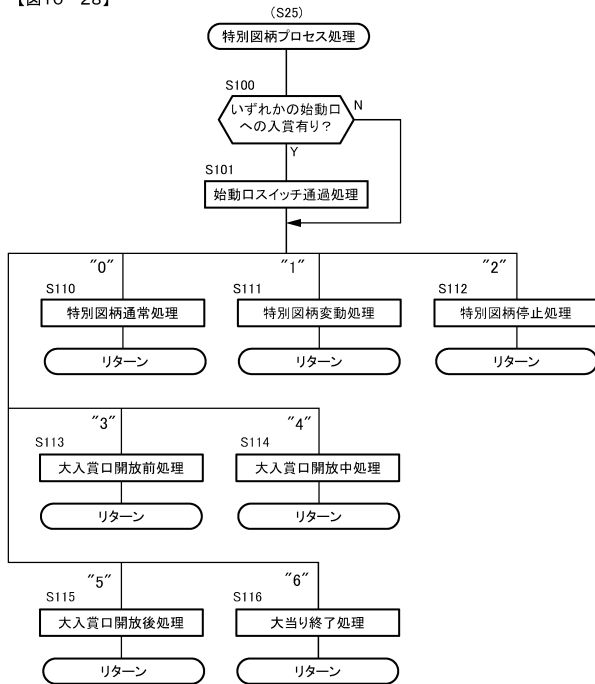 【図10-28】
(S25)
特別図柄プロセス処理
S100
いずれかの始動口
への入賞有り？
N
Y
S101
始動口スイッチ通過処理
"0"
"1"
"2"
S110
S111
S112
特別図柄通常処理
特別図柄変動処理
特別図柄停止処理
リターン
リターン
リターン
"3"
"4"
S113
S114
大入賞口開放前処理
大入賞口開放中処理
リターン
リターン
"5"
"6"
S115
S116
大入賞口開放後処理
大当り終了処理
リターン
リターン